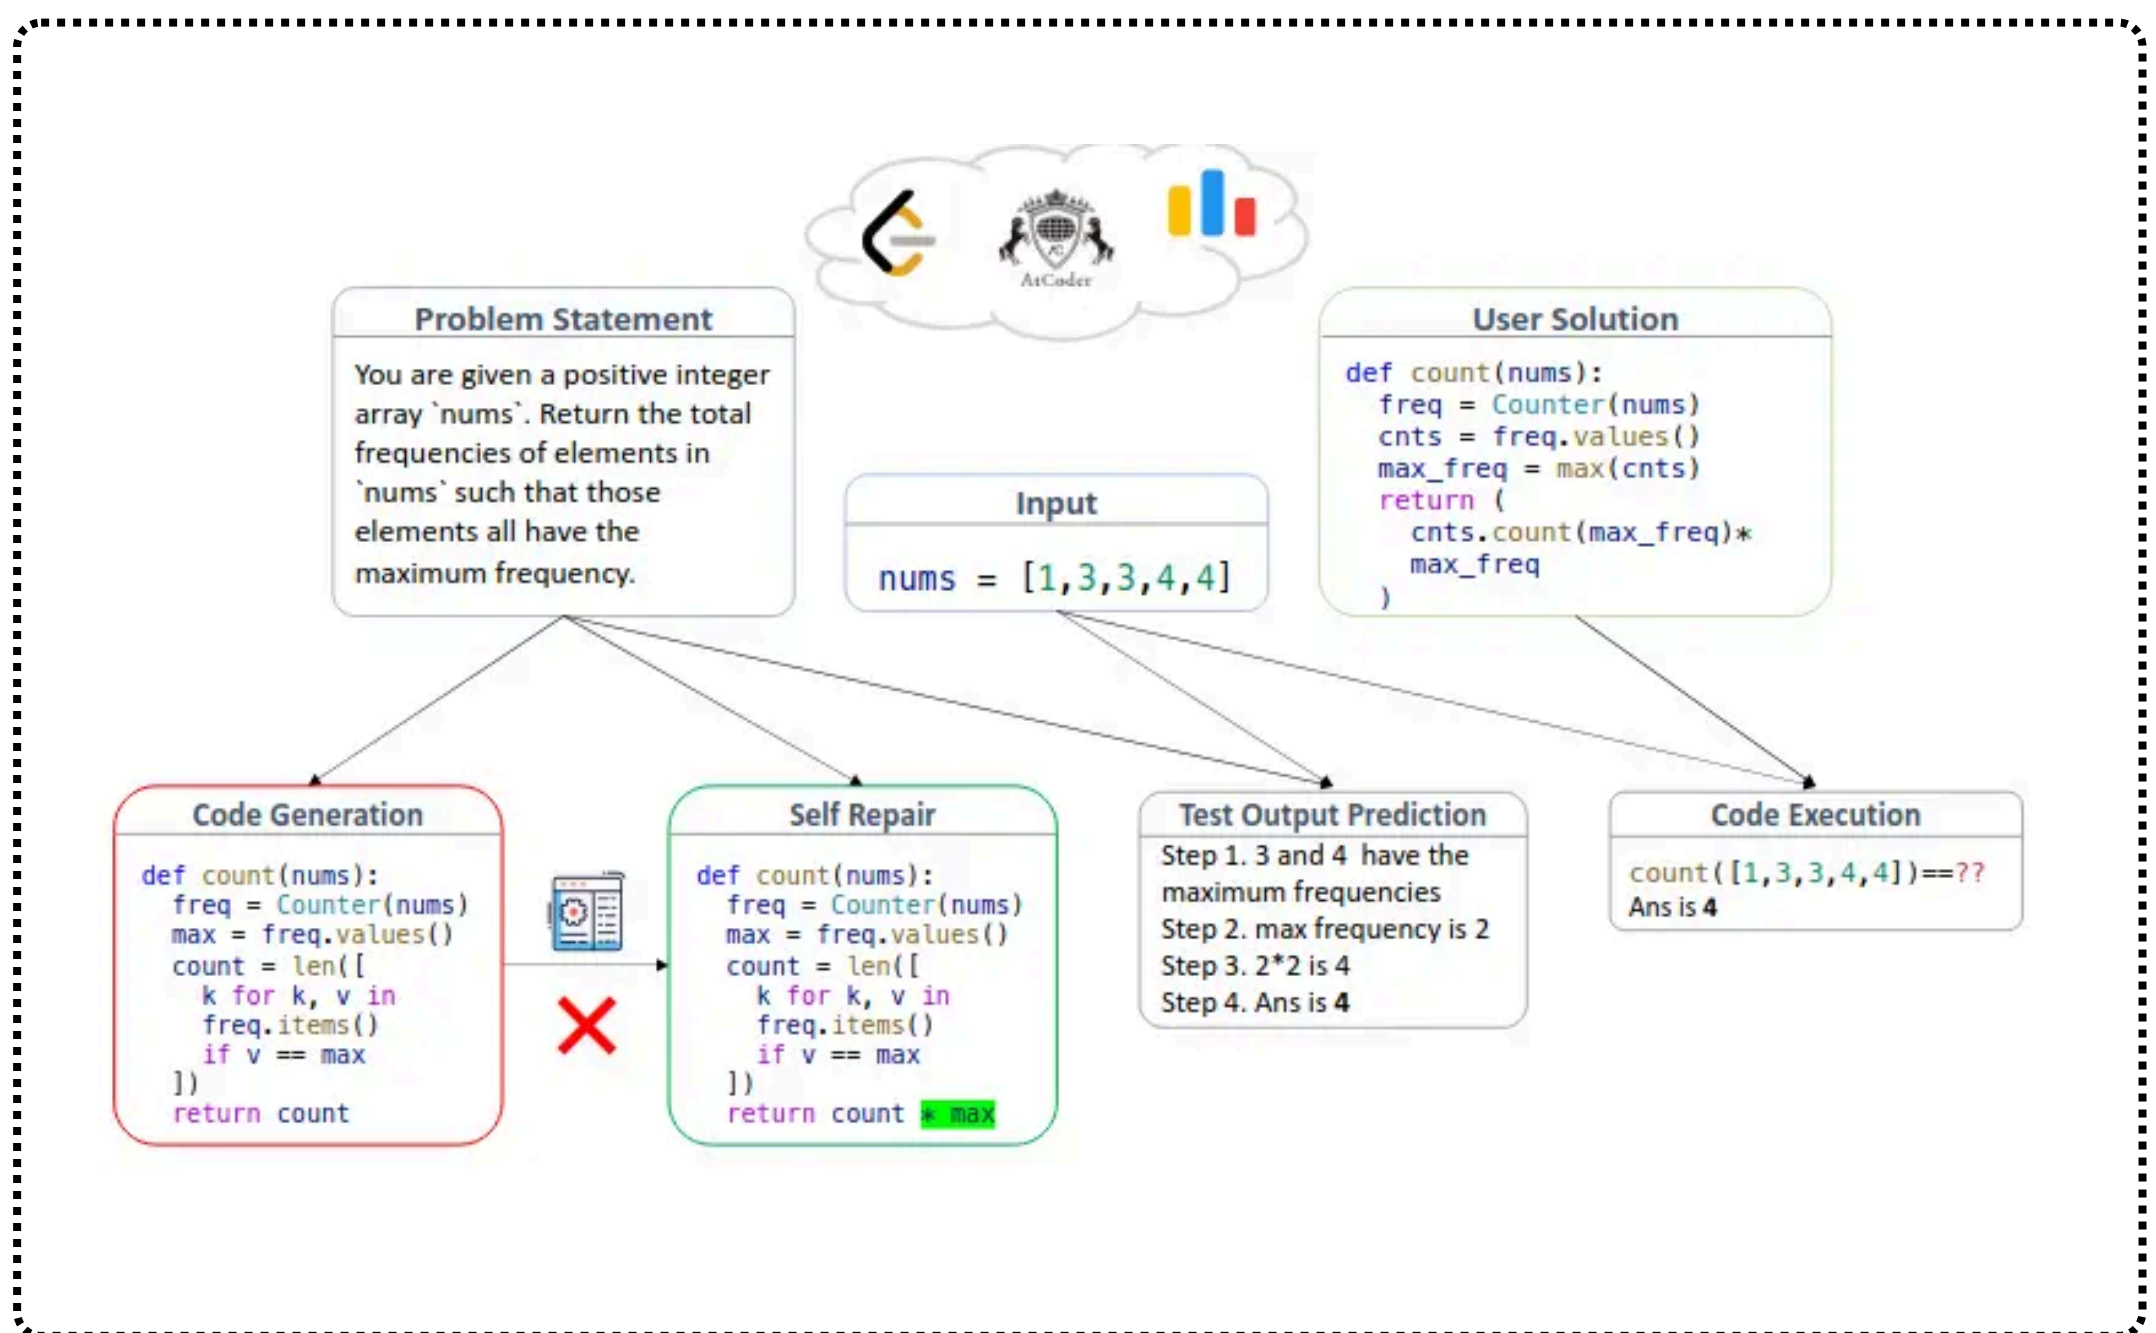 AtCoder
Problem Statement
You are given a positive integer
array `nums`. Return the total
frequencies of elements in
`nums` such that those
elements all have the
maximum frequency.
Input
nums = [1,3,3,4,4]
User Solution
def count(nums):
  freq = Counter(nums)
  cnts = freq.values()
  max_freq = max(cnts)
  return (
    cnts.count(max_freq)*
    max_freq
  )
Code Generation
def count(nums):
  freq = Counter(nums)
  max = freq.values()
  count = len([
    k for k, v in
    freq.items()
    if v == max
  ])
  return count
Self Repair
def count(nums):
  freq = Counter(nums)
  max = freq.values()
  count = len([
    k for k, v in
    freq.items()
    if v == max
  ])
  return count * max
Test Output Prediction
Step 1. 3 and 4 have the
maximum frequencies
Step 2. max frequency is 2
Step 3. 2*2 is 4
Step 4. Ans is 4
Code Execution
count([1,3,3,4,4])==??
Ans is 4